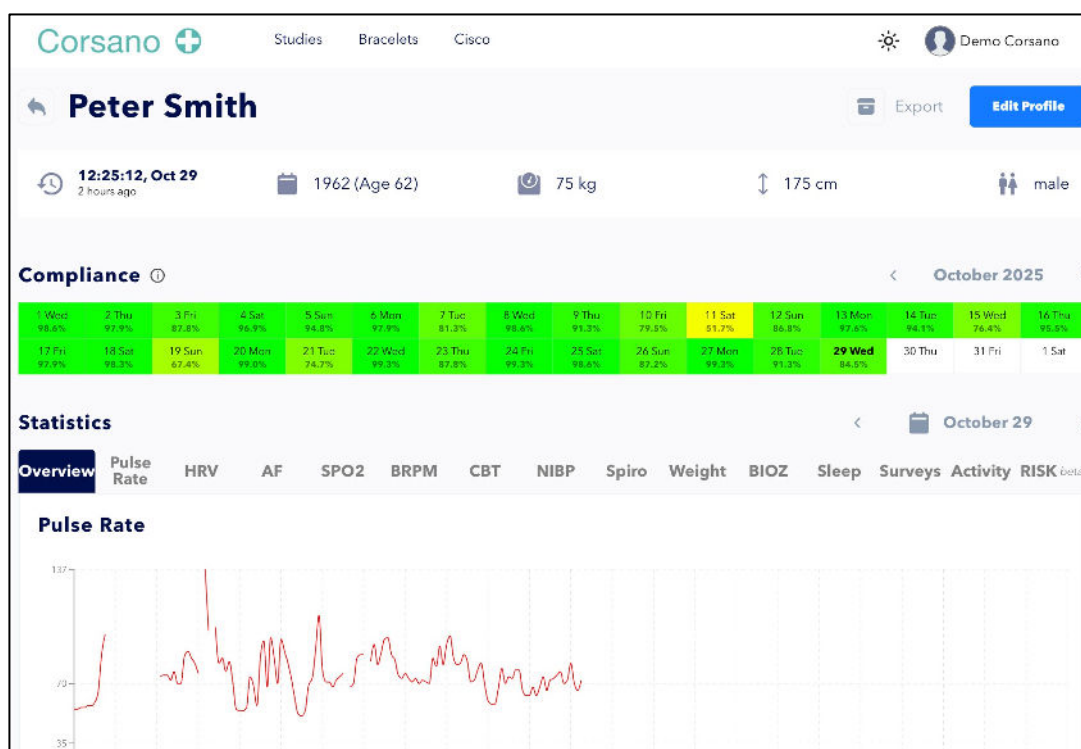 Corsano
Studies Bracelets Cisco
Demo Corsano
Peter Smith
Export
Edit Profile
12:25:12, Oct 29
2 hours ago
1962 (Age 62)
75 kg
175 cm
male
Compliance
October 2025
1 Wed 2 Thu 3 Fri 4 Sat 5 Sun 6 Mon 7 Tue 8 Wed 9 Thu 10 Fri 11 Sat 12 Sun 13 Mon 14 Tue 15 Wed 16 Thu
98.6% 97.9% 87.8% 96.9% 94.8% 97.9% 81.3% 98.6% 91.3% 79.5% 51.7% 86.8% 97.6% 94.1% 76.4% 95.5%
17 Fri 18 Sat 19 Sun 20 Mon 21 Tue 22 Wed 23 Thu 24 Fri 25 Sat 26 Sun 27 Mon 28 Tue 29 Wed 30 Thu 31 Fri 1 Sat
97.9% 98.3% 67.4% 99.0% 74.7% 99.3% 87.8% 99.3% 98.6% 87.2% 99.3% 91.3% 84.5%
Statistics
October 29
Overview Pulse Rate HRV AF SPO2 BRPM CBT NIBP Spiro Weight BIOZ Sleep Surveys Activity RISK beta
Pulse Rate
137
70
35